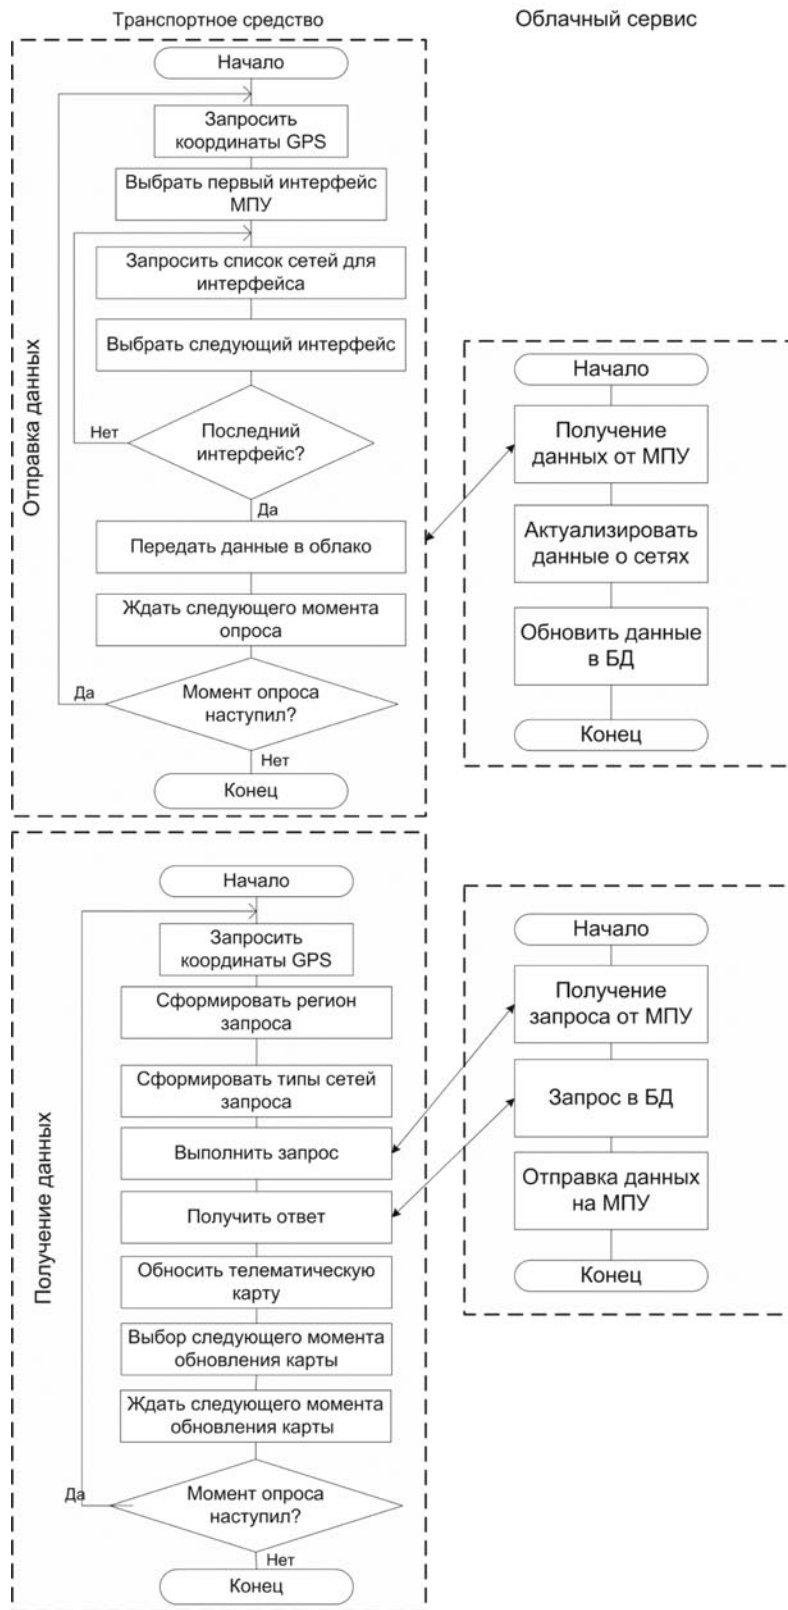 Транспортное средство
Облачный сервис
Отправка данных
Начало
Запросить
координаты GPS
Выбрать первый интерфейс
МПУ
Запросить список сетей для
интерфейса
Выбрать следующий интерфейс
Нет
Последний
интерфейс?
Да
Передать данные в облако
Ждать следующего момента
опроса
Да
Момент опроса
наступил?
Нет
Конец
Начало
Получение
данных от МПУ
Актуализировать
данные о сетях
Обновить данные
в БД
Конец
Получение данных
Начало
Запросить
координаты GPS
Сформировать регион
запроса
Сформировать типы сетей
запроса
Выполнить запрос
Получить ответ
Обносить телематическую
карту
Выбор следующего момента
обновления карты
Ждать следующего момента
обновления карты
Да
Момент опроса
наступил?
Нет
Конец
Начало
Получение
запроса от МПУ
Запрос в БД
Отправка данных
на МПУ
Конец